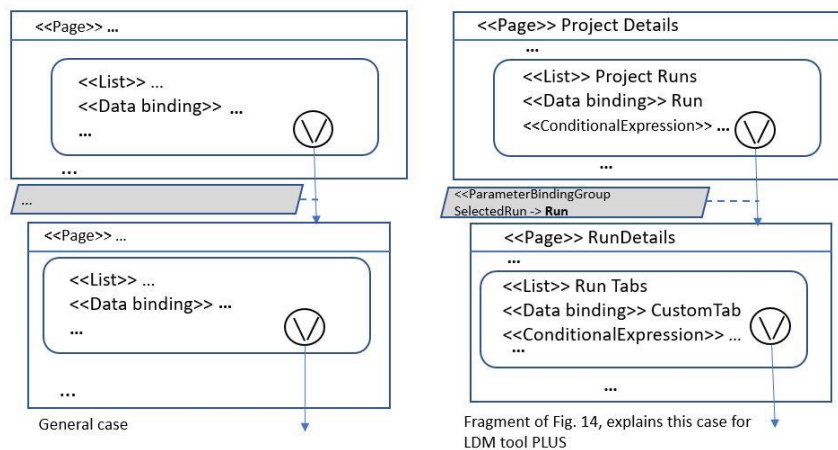 <<Page>> ...
<<List>> ...
<<Data binding>> ...
...
...
...
<<Page>> ...
<<List>> ...
<<Data binding>> ...
...
...
General case
<<Page>> Project Details
...
<<List>> Project Runs
<<Data binding>> Run
<<ConditionalExpression>> ...
...
<<ParameterBindingGroup
SelectedRun -> Run
<<Page>> RunDetails
...
<<List>> Run Tabs
<<Data binding>> CustomTab
<<ConditionalExpression>> ...
...
...
Fragment of Fig. 14, explains this case for
LDM tool PLUS